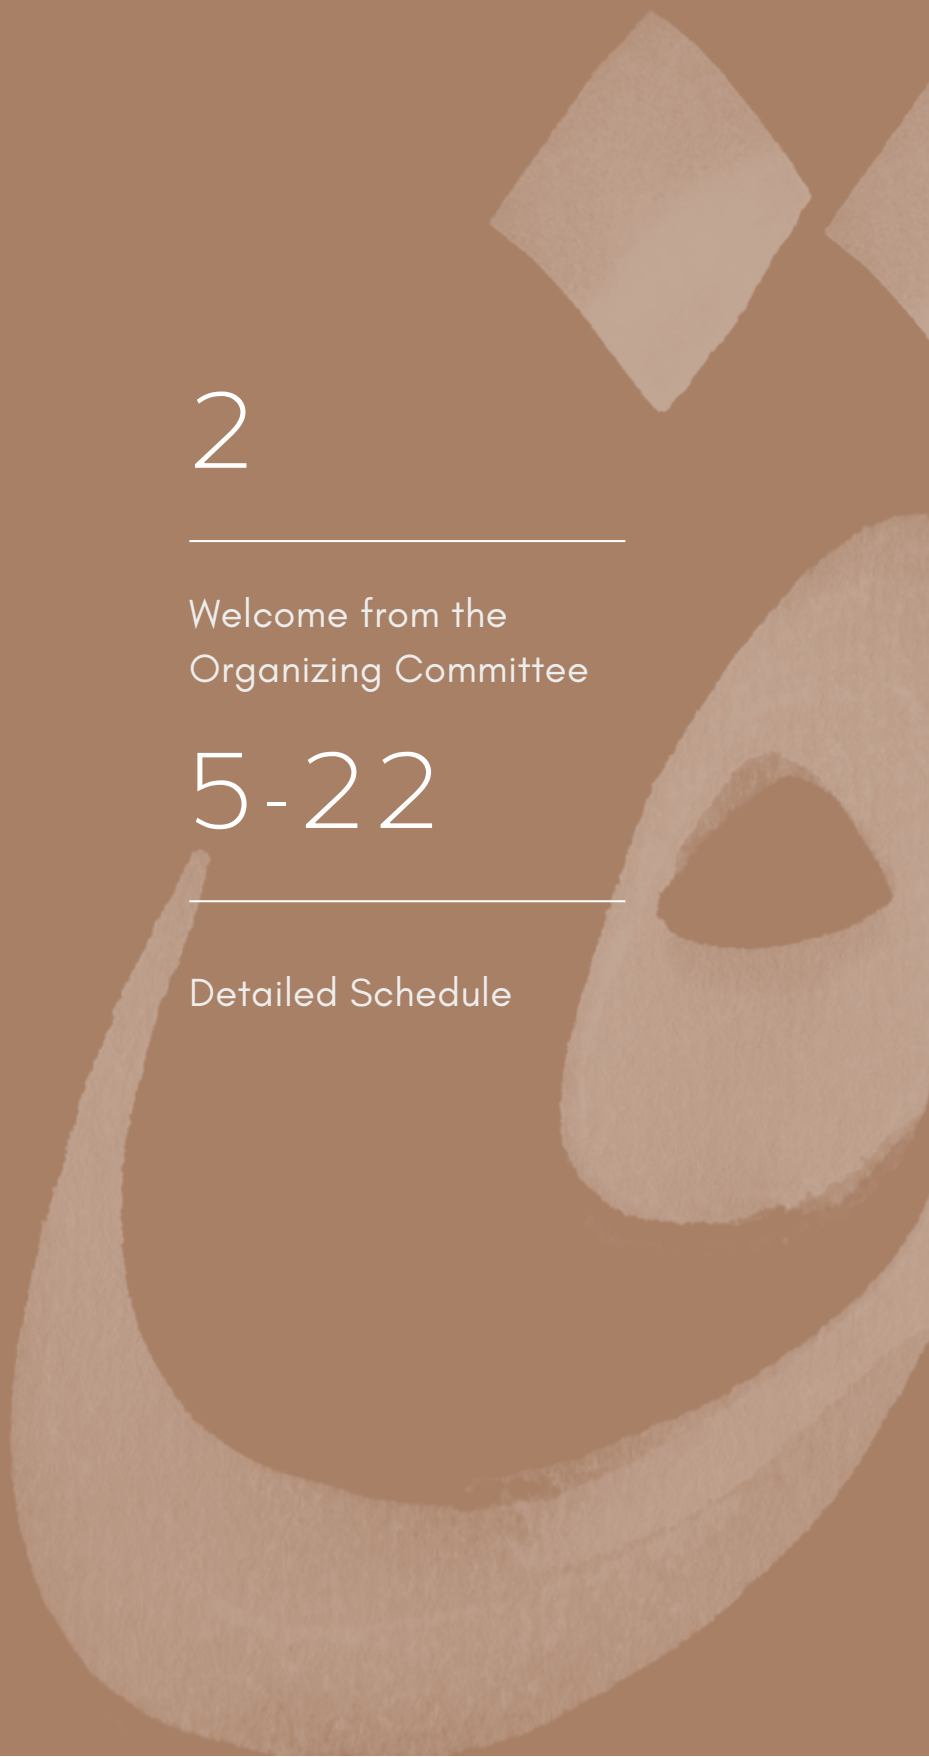 2
Welcome from the
Organizing Committee
5-22
Detailed Schedule
ق